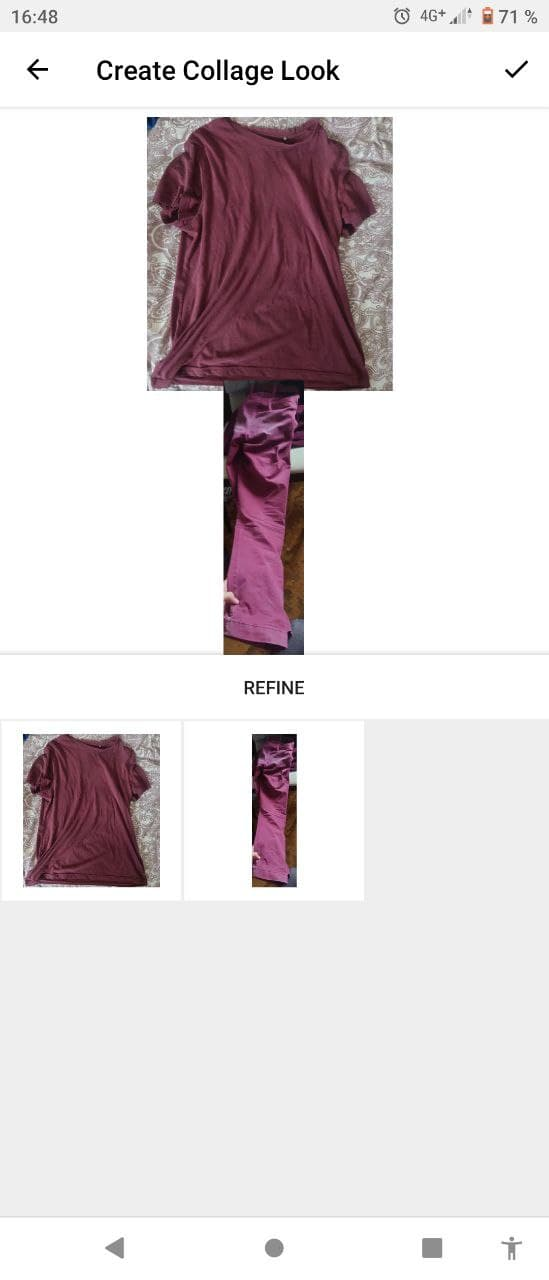 16:48 4G+ 71 %
Create Collage Look
REFINE